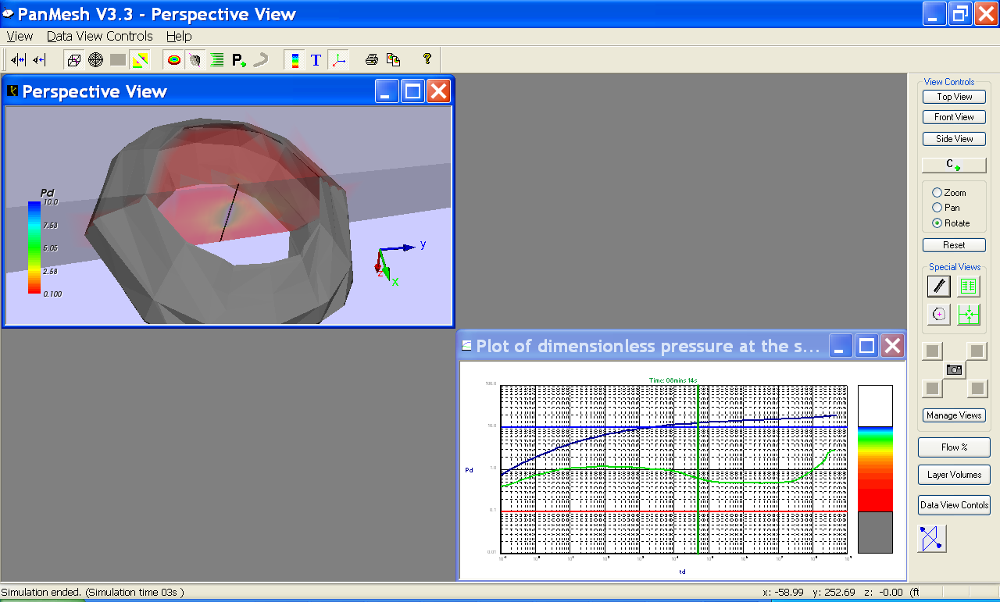 PanMesh V3.3 - Perspective View
View Data View Controls Help
P T ?
Perspective View
Pd
10.0
7.53
5.05
2.58
0.100
y
z
x
View Controls
Top View
Front View
Side View
C
Zoom
Pan
Rotate
Reset
Special Views
Manage Views
Flow %
Layer Volumes
Data View Contols
Plot of dimensionless pressure at the s...
Time: 08mins 14s
100.0
10.0
Pd
1.0
0.1
0.01
td
Simulation ended. (Simulation time 03s )
x: -58.99 y: 252.69 z: -0.00 (ft